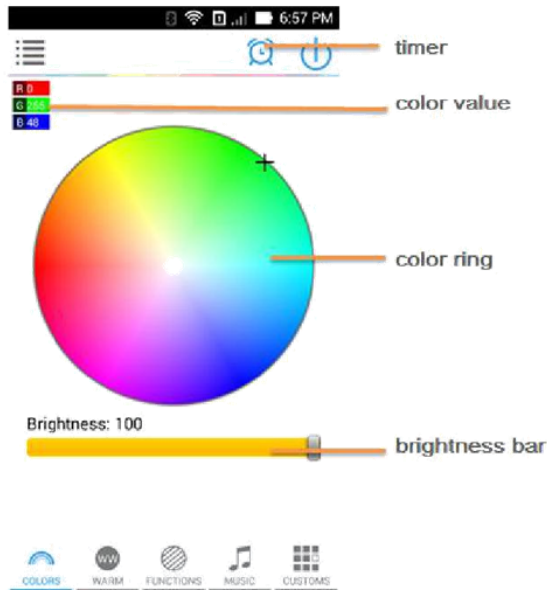 6:57 PM
timer
R 0
G 255
B 48
color value
color ring
Brightness: 100
brightness bar
WW
COLORS WARM FUNCTIONS MUSIC CUSTOMS